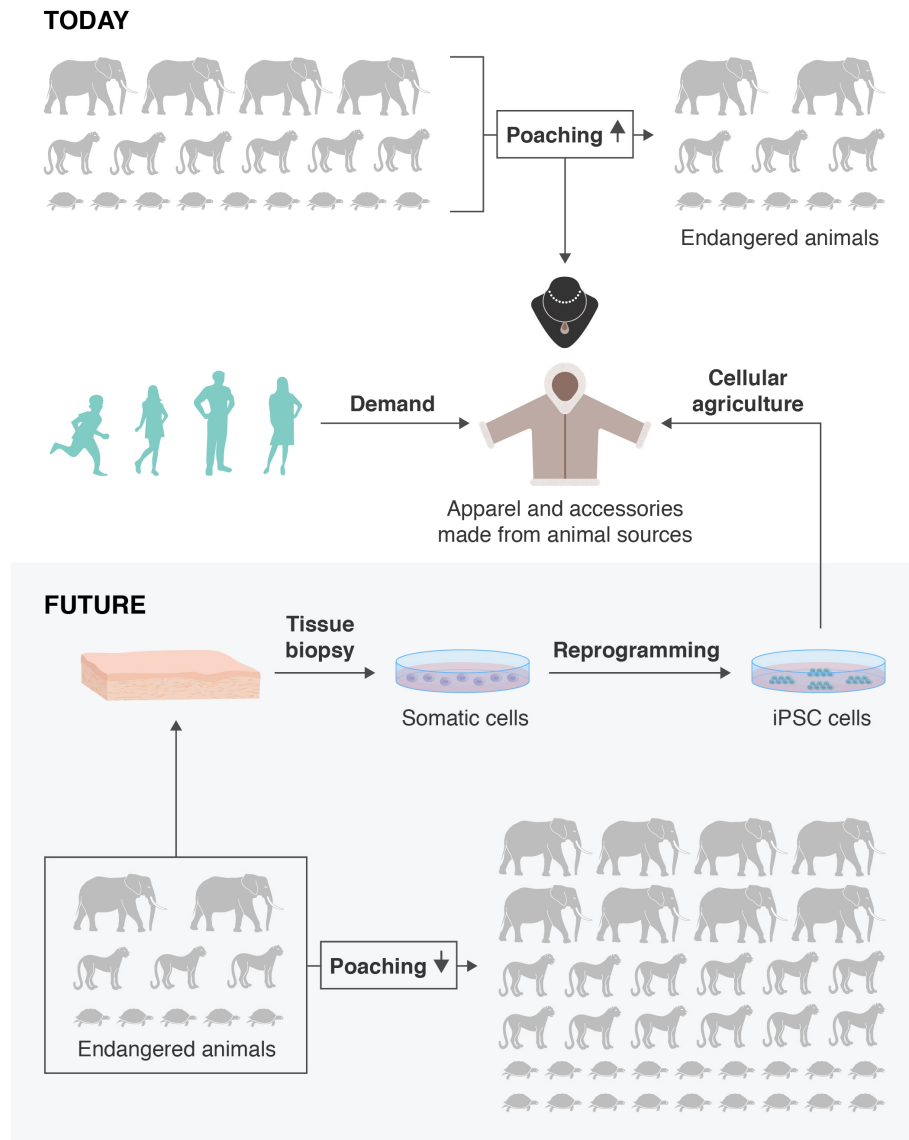 TODAY
Poaching
Endangered animals
Demand
Cellular
agriculture
Apparel and accessories
made from animal sources
FUTURE
Tissue
biopsy
Reprogramming
Somatic cells
iPSC cells
Poaching
Endangered animals